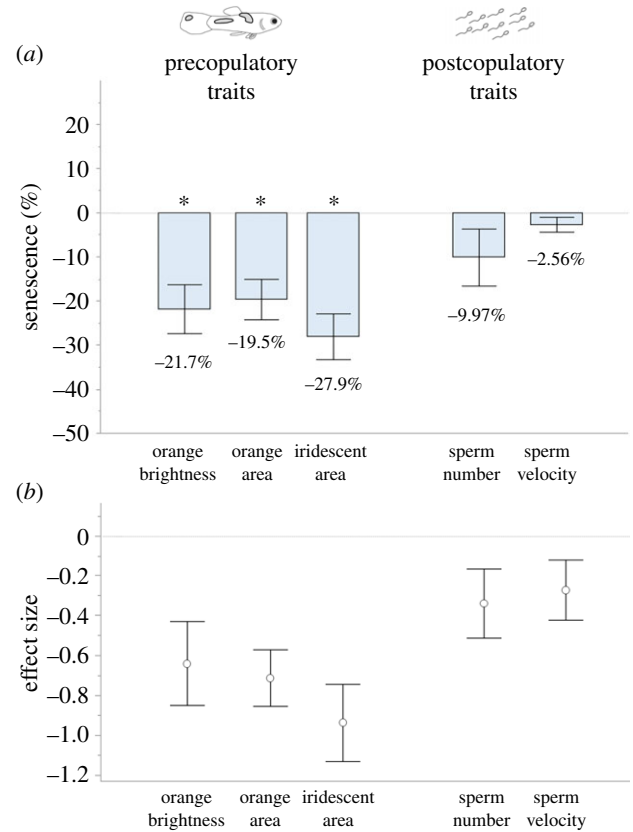 precopulatory
traits
postcopulatory
traits
(a)
senescence (%)
20
10
0
–10
–20
–30
–40
–50
*
*
*
–21.7%
–19.5%
–27.9%
–9.97%
–2.56%
orange
brightness
orange
area
iridescent
area
sperm
number
sperm
velocity
(b)
effect size
0
–0.2
–0.4
–0.6
–0.8
–1.0
–1.2
orange
brightness
orange
area
iridescent
area
sperm
number
sperm
velocity